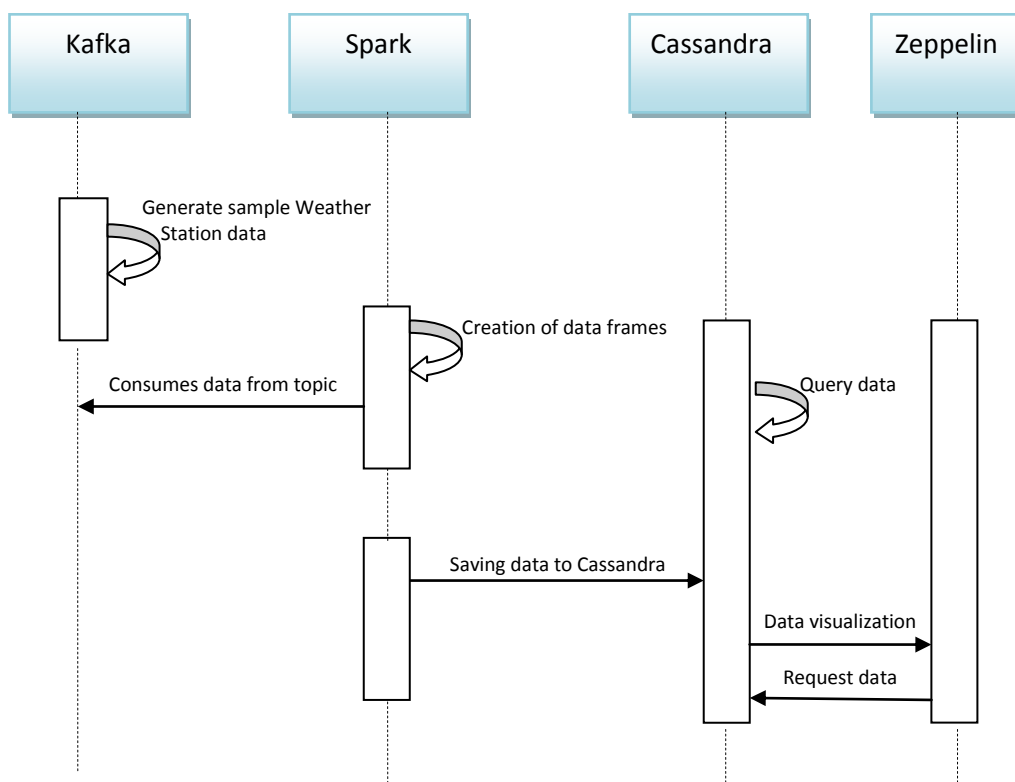 Kafka
Spark
Cassandra
Zeppelin
Generate sample Weather
Station data
Creation of data frames
Consumes data from topic
Query data
Saving data to Cassandra
Data visualization
Request data